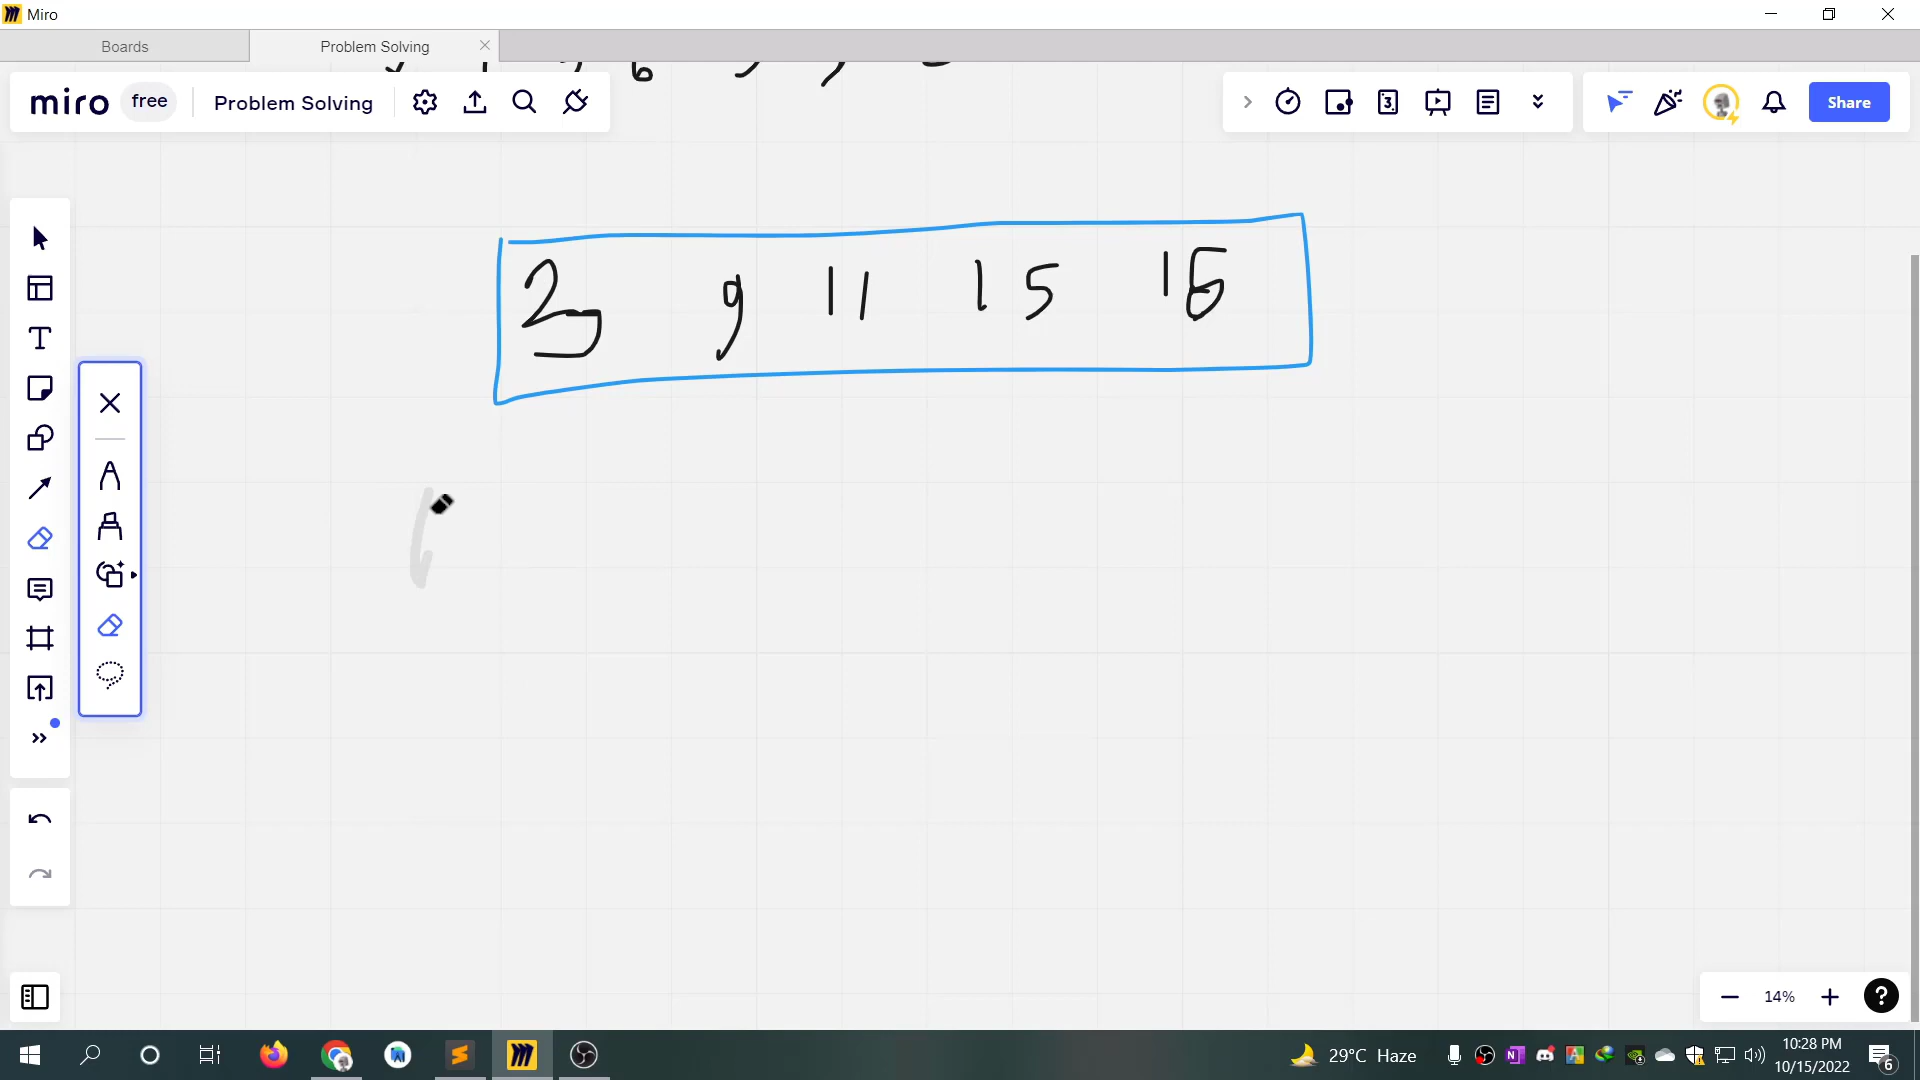 Miro
Boards
Problem Solving
miro
free
Problem Solving
Share
9 11 15 16
14%
29°C Haze
10:28 PM
10/15/2022
6